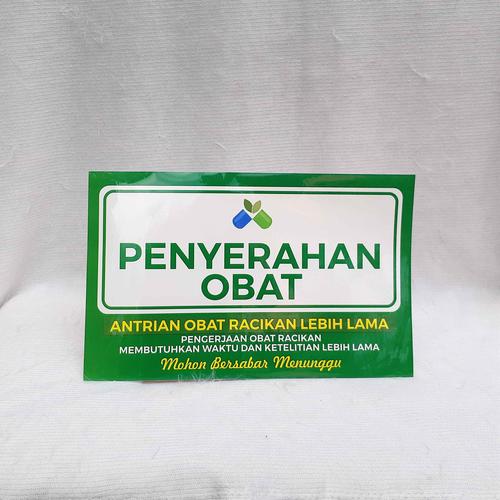 PENYERAHAN
OBAT
ANTRIAN OBAT RACIKAN LEBIH LAMA
PENGERJAAN OBAT RACIKAN
MEMBUTUHKAN WAKTU DAN KETELITIAN LEBIH LAMA
Mohon Bersabar Menunggu